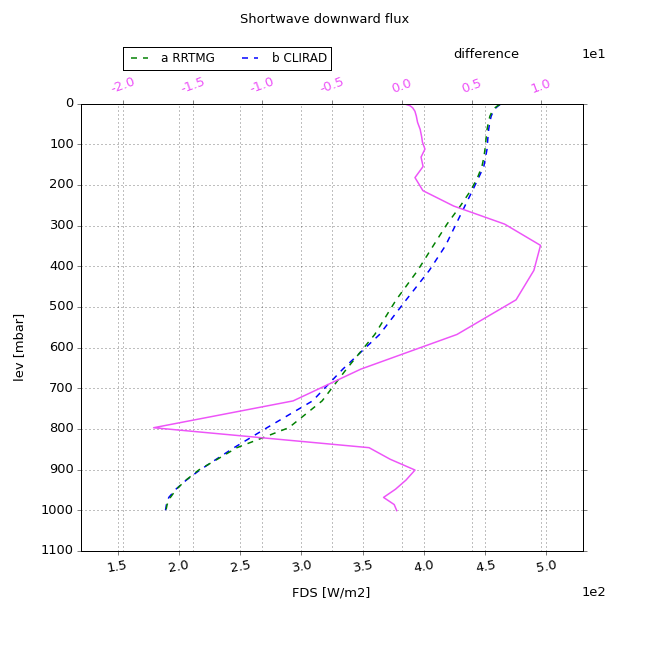 Shortwave downward flux
a RRTMG b CLIRAD difference 1e1
-2.0 -1.5 -1.0 -0.5 0.0 0.5 1.0
0
100
200
300
400
500
600
700
800
900
1000
1100
lev [mbar]
1.5 2.0 2.5 3.0 3.5 4.0 4.5 5.0
FDS [W/m2] 1e2